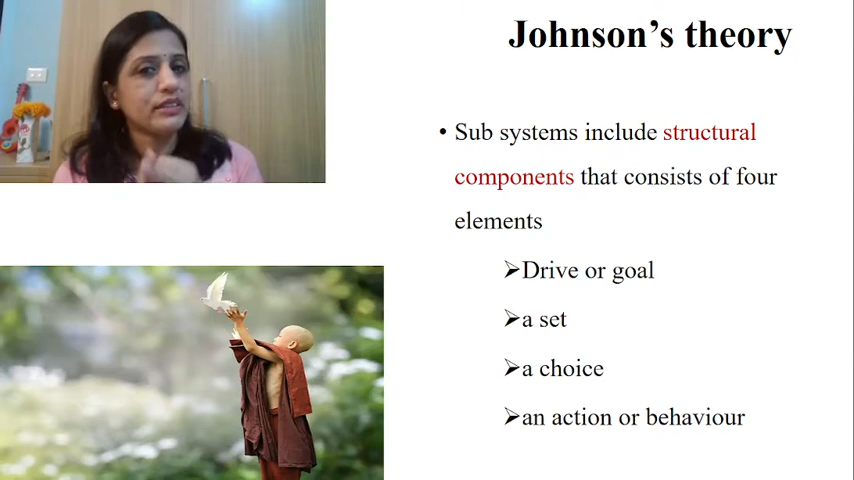 Johnson's theory
• Sub systems include structural
components that consists of four
elements
➢Drive or goal
➢a set
➢a choice
➢an action or behaviour